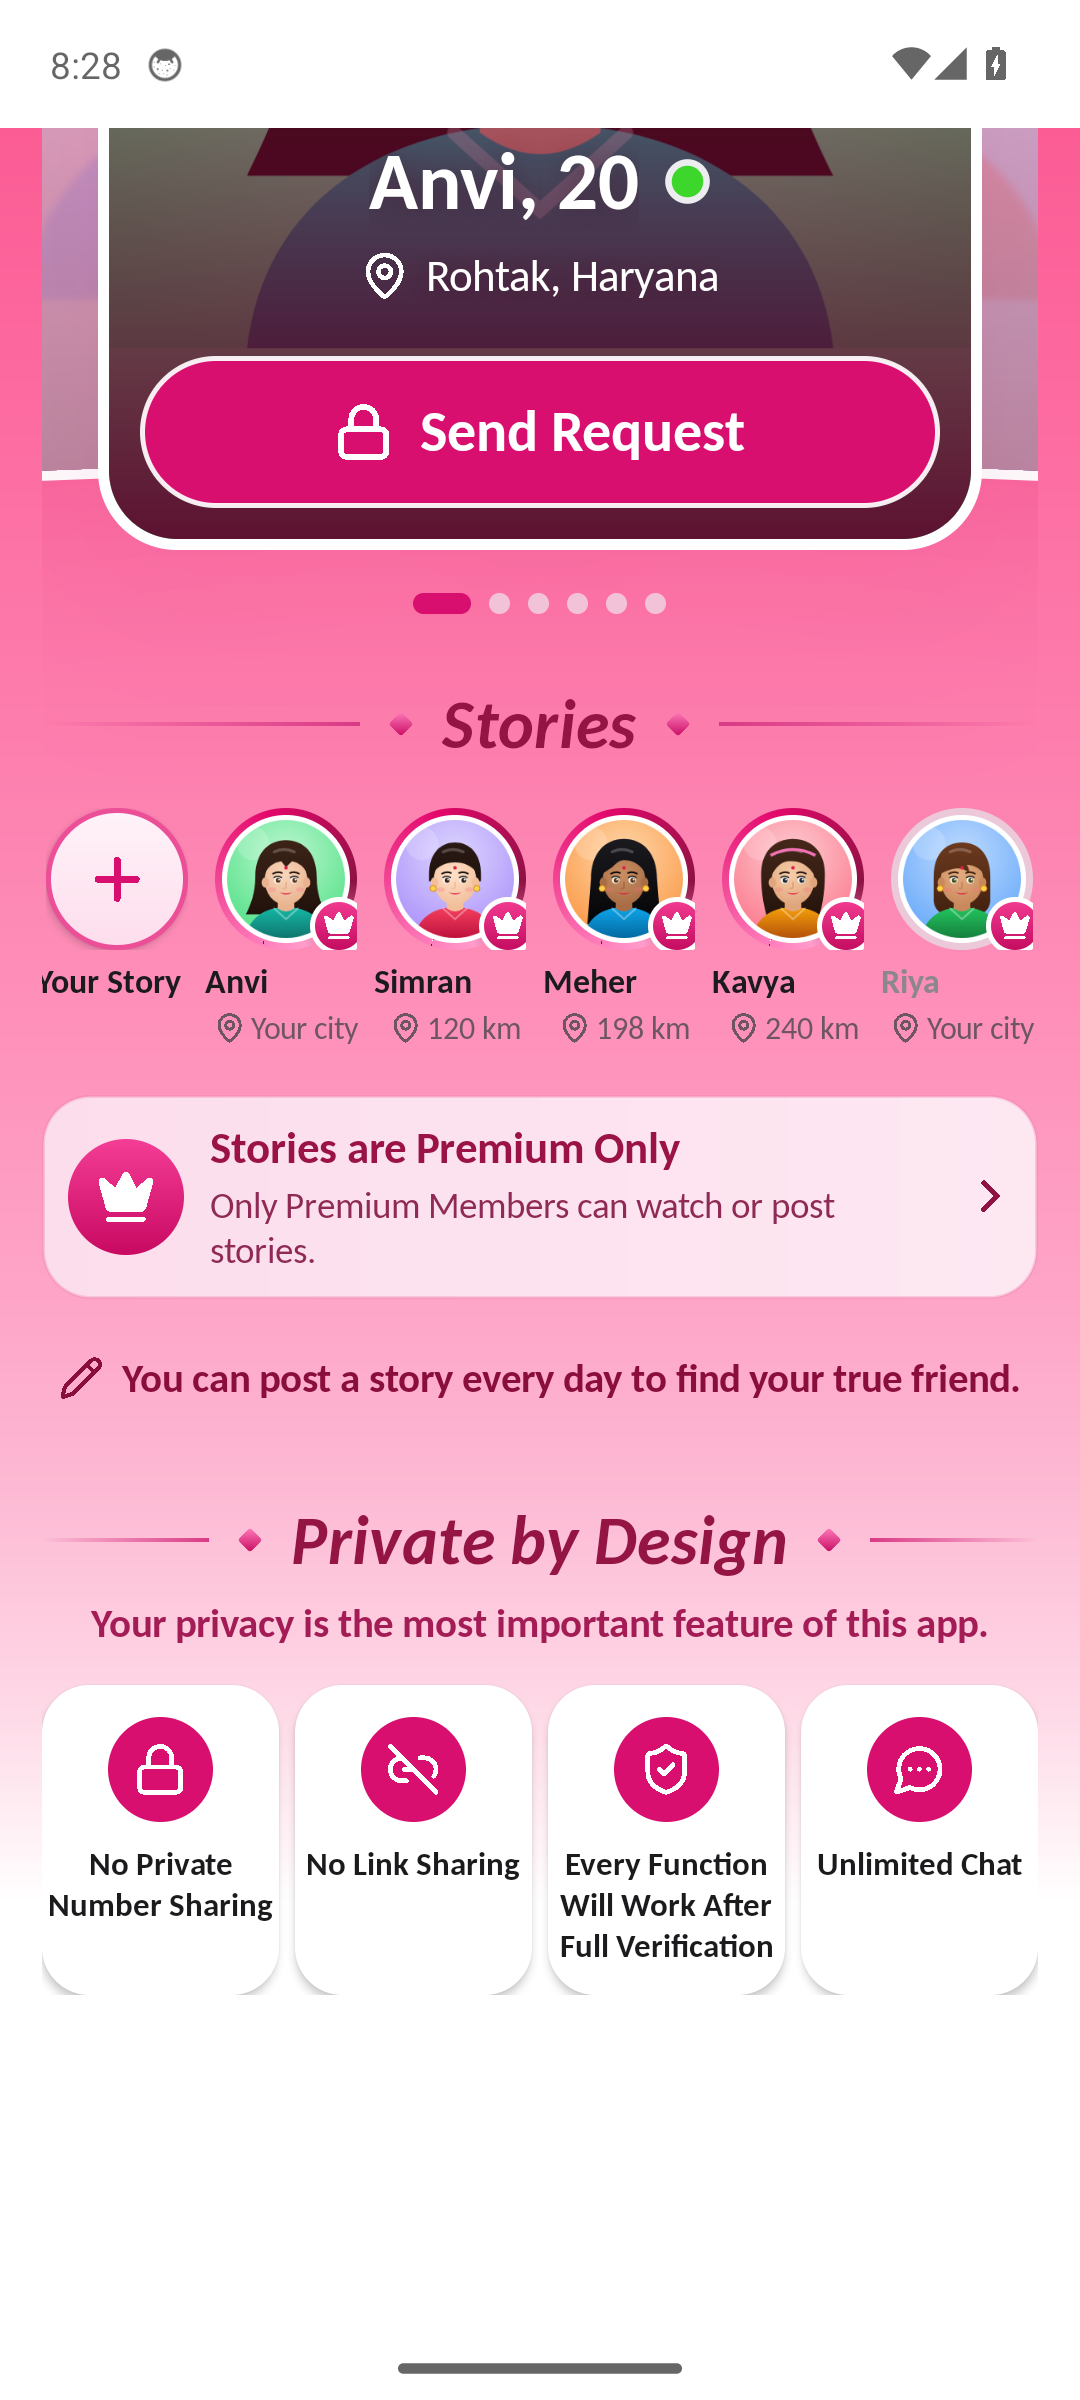 8:28
Anvi, 20
Rohtak, Haryana
Send Request
Stories
Your Story
Anvi
Simran
Meher
Kavya
Riya
Your city
120 km
198 km
240 km
Your city
Stories are Premium Only
Only Premium Members can watch or post
stories.
You can post a story every day to find your true friend.
Private by Design
Your privacy is the most important feature of this app.
No Private
Number Sharing
No Link Sharing
Every Function
Will Work After
Full Verification
Unlimited Chat